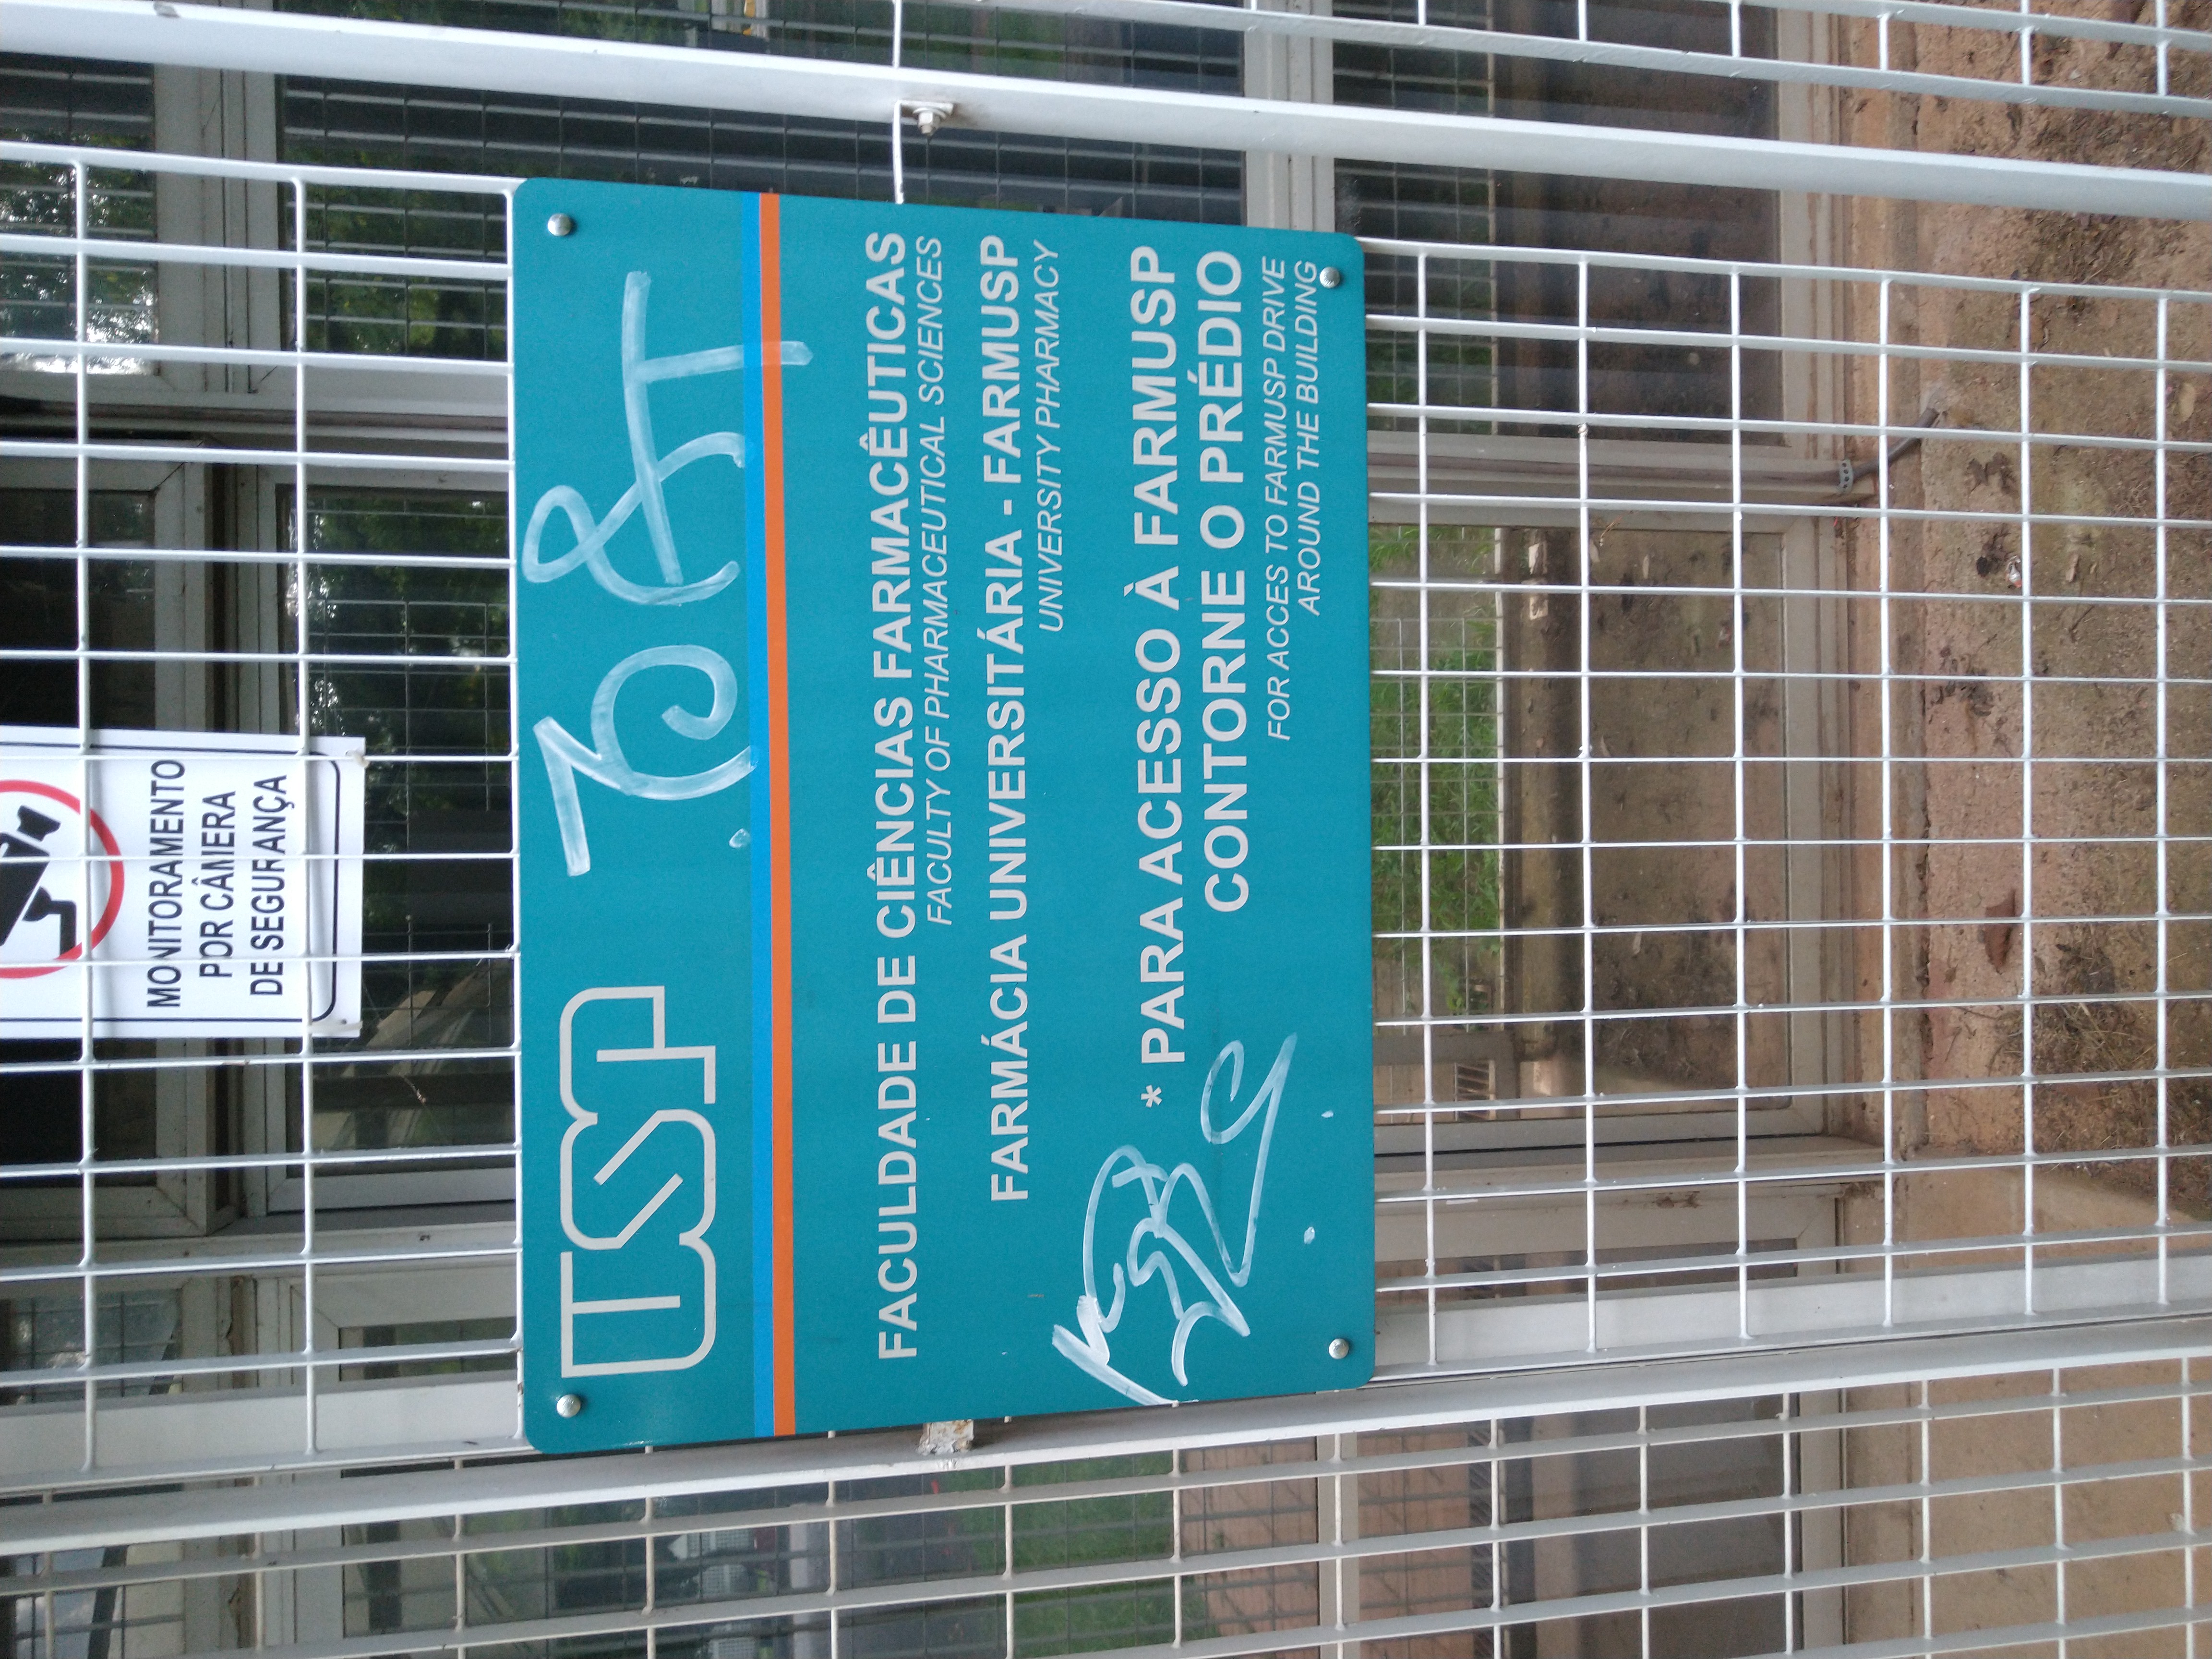 MONITORAMENTO
POR CÂMERA
DE SEGURANÇA
USP
FACULDADE DE CIÊNCIAS FARMACÊUTICAS
FACULTY OF PHARMACEUTICAL SCIENCES
FARMÁCIA UNIVERSITÁRIA - FARMUSP
UNIVERSITY PHARMACY
* PARA ACESSO À FARMUSP
CONTORNE O PRÉDIO
FOR ACCES TO FARMUSP DRIVE
AROUND THE BUILDING